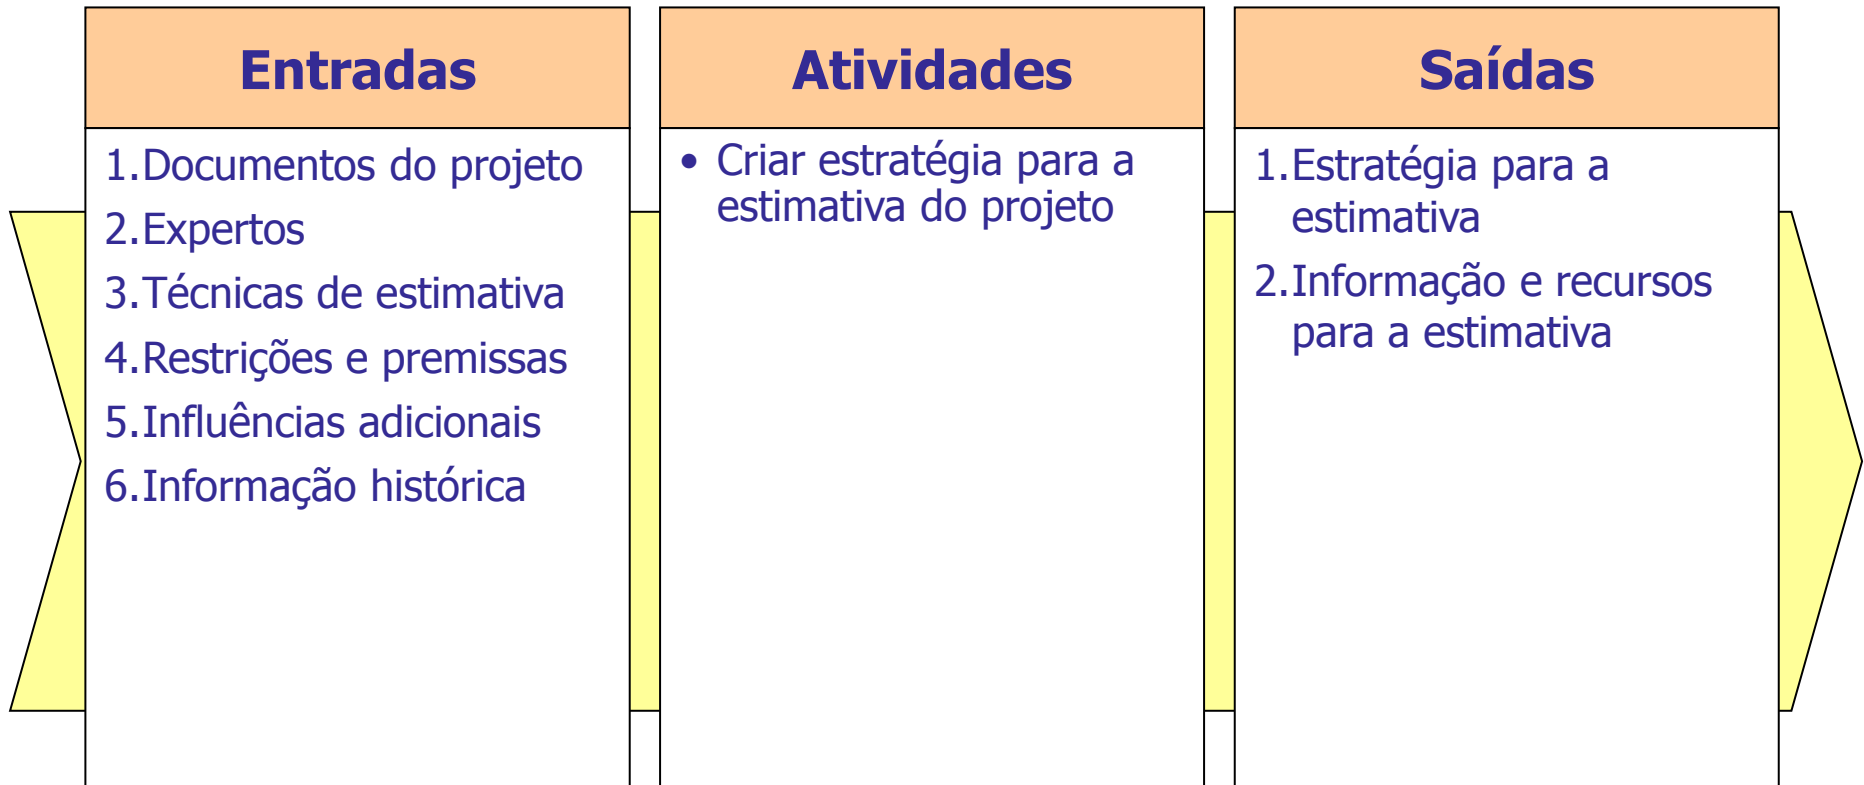 Entradas
1.Documentos do projeto
2.Expertos
3.Técnicas de estimativa
4.Restrições e premissas
5.Influências adicionais
6.Informação histórica
Atividades
• Criar estratégia para a
estimativa do projeto
Saídas
1.Estratégia para a
estimativa
2.Informação e recursos
para a estimativa